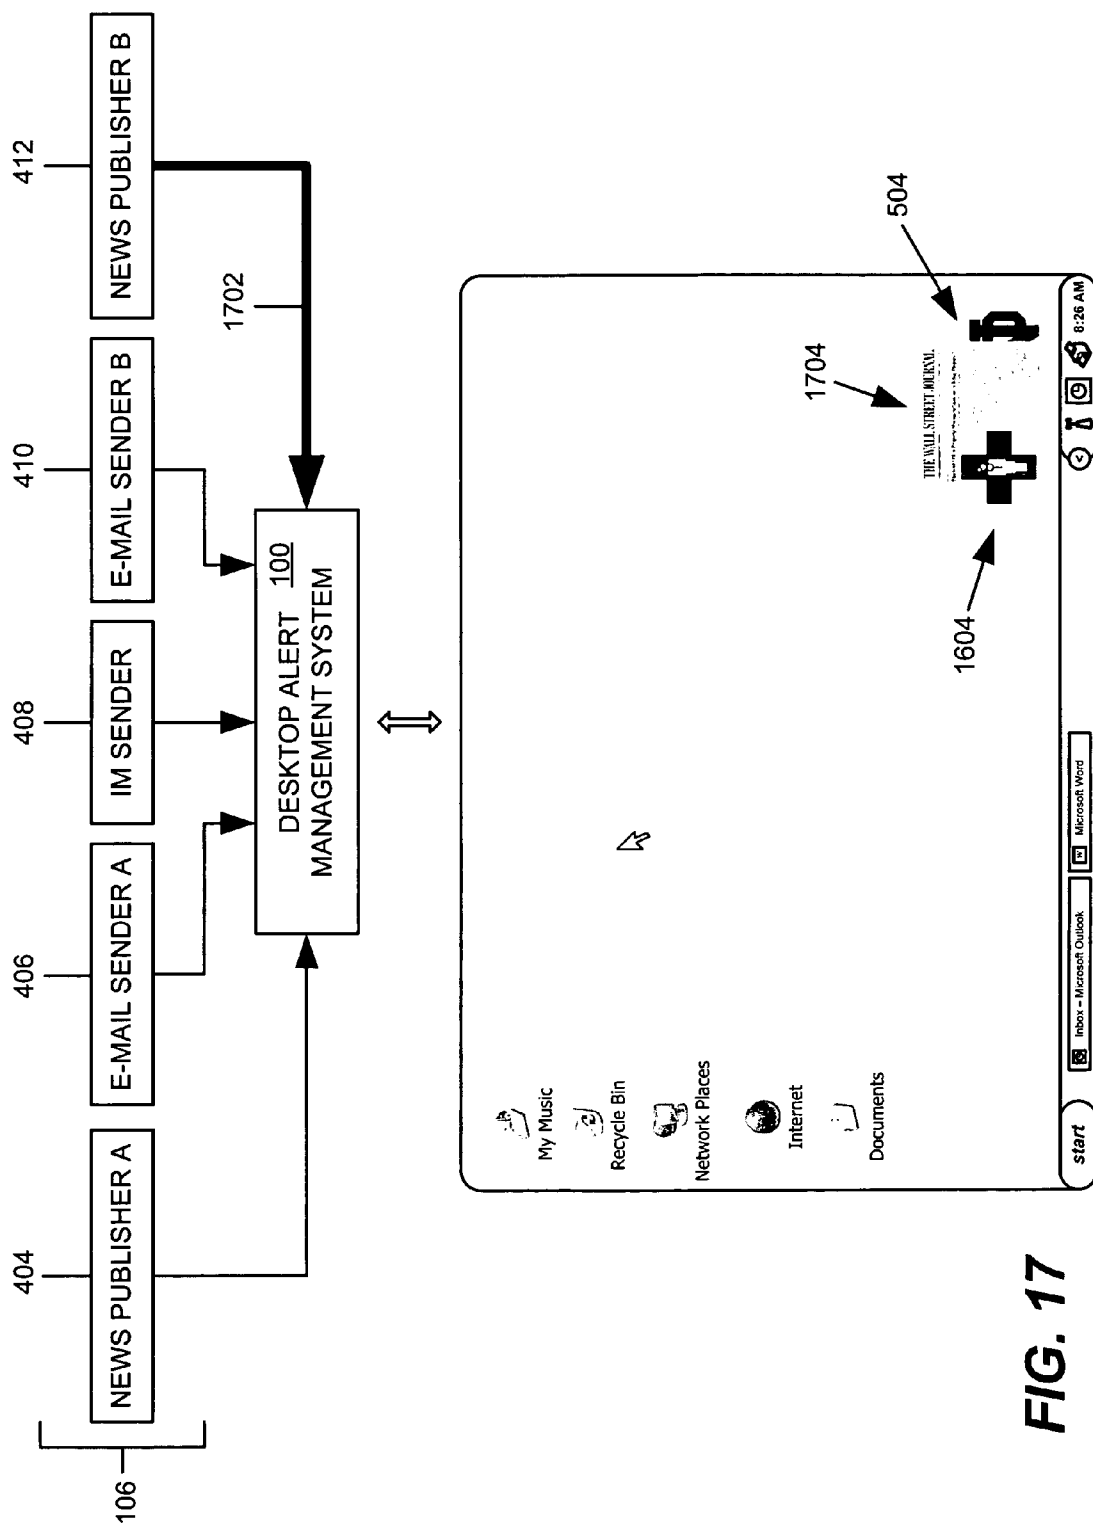 106
404
406
408
410
412
NEWS PUBLISHER A
E-MAIL SENDER A
IM SENDER
E-MAIL SENDER B
NEWS PUBLISHER B
1702
DESKTOP ALERT 100
MANAGEMENT SYSTEM
My Music
Recycle Bin
Network Places
Internet
Documents
1704
504
THE WALL STREET JOURNAL.
1604
start
Inbox – Microsoft Outlook
W
Microsoft Word
<
8:26 AM
FIG. 17